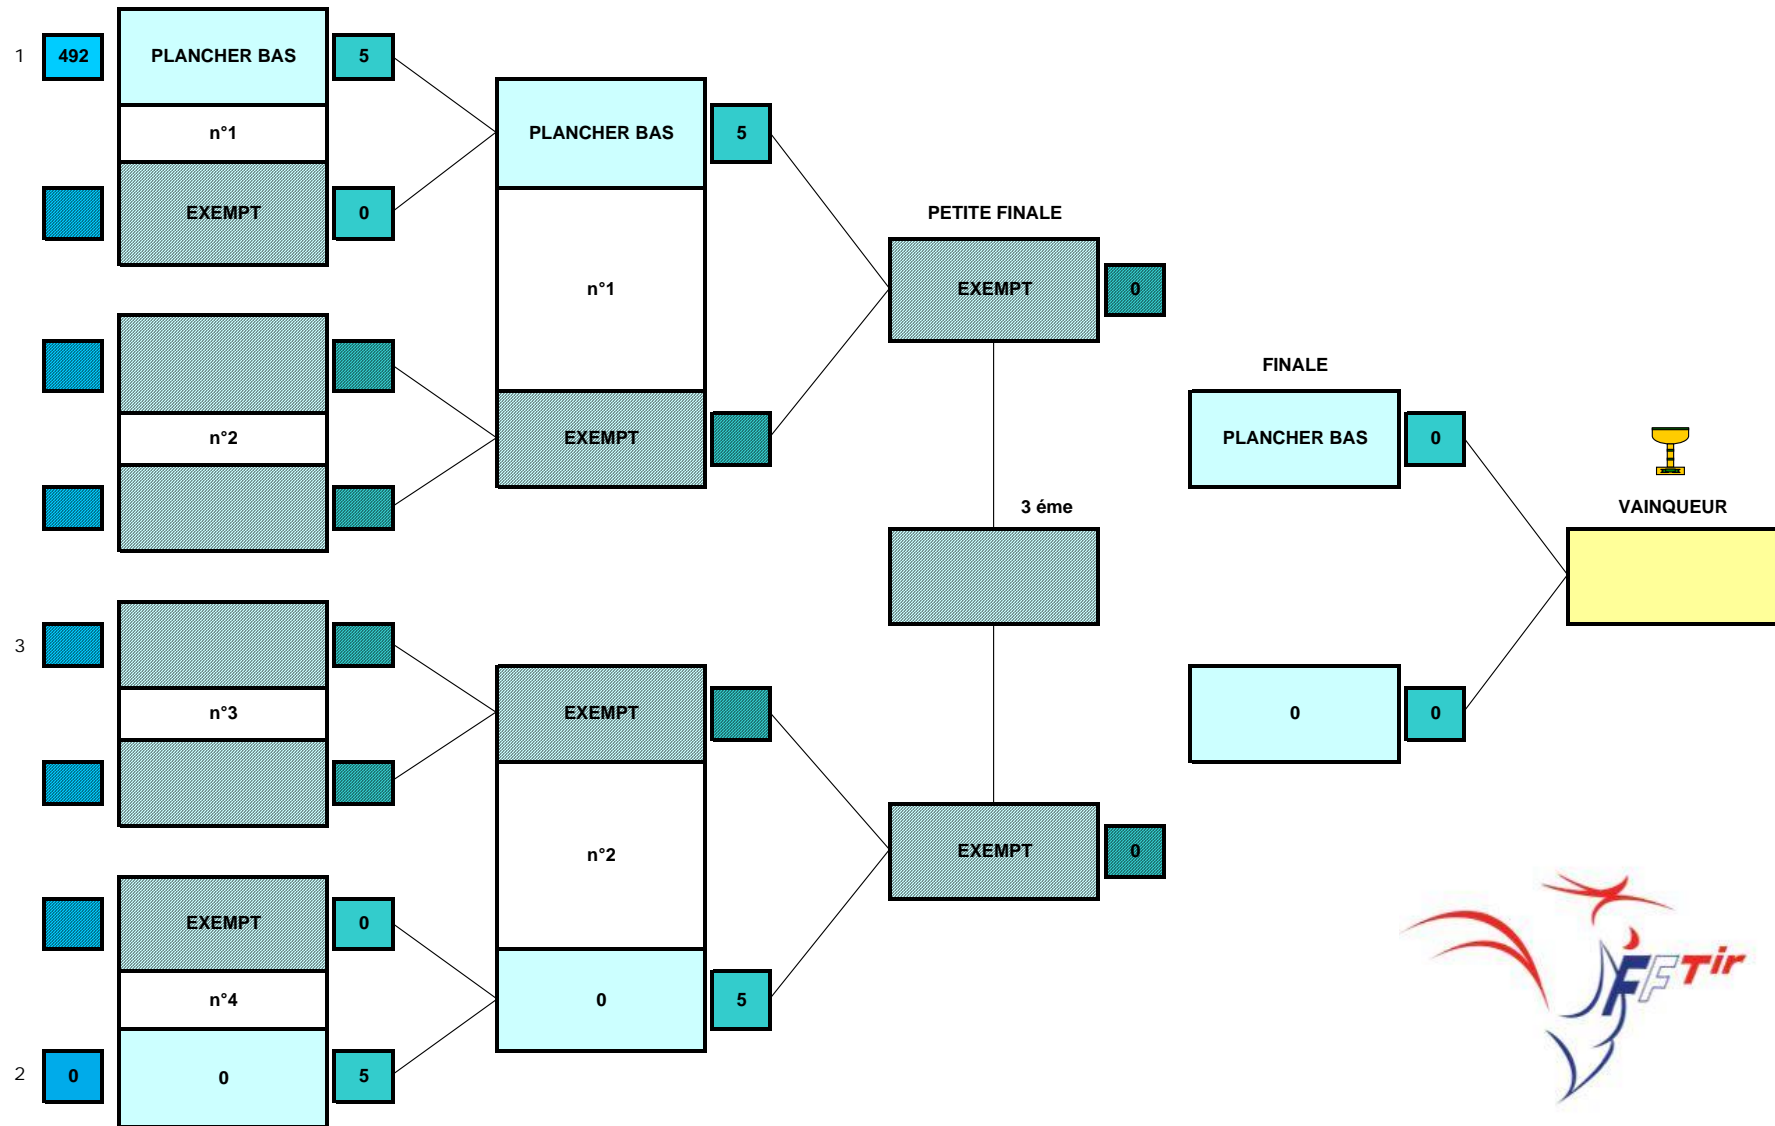 1 492 PLANCHER BAS 5
n°1
EXEMPT 0
PLANCHER BAS 5
n°1
EXEMPT
n°2
PETITE FINALE
EXEMPT 0
3 éme
FINALE
PLANCHER BAS 0
VAINQUEUR
0 0
3
n°3
EXEMPT
n°2
0 5
EXEMPT 0
EXEMPT 0
n°4
2 0 0 5
FFTir